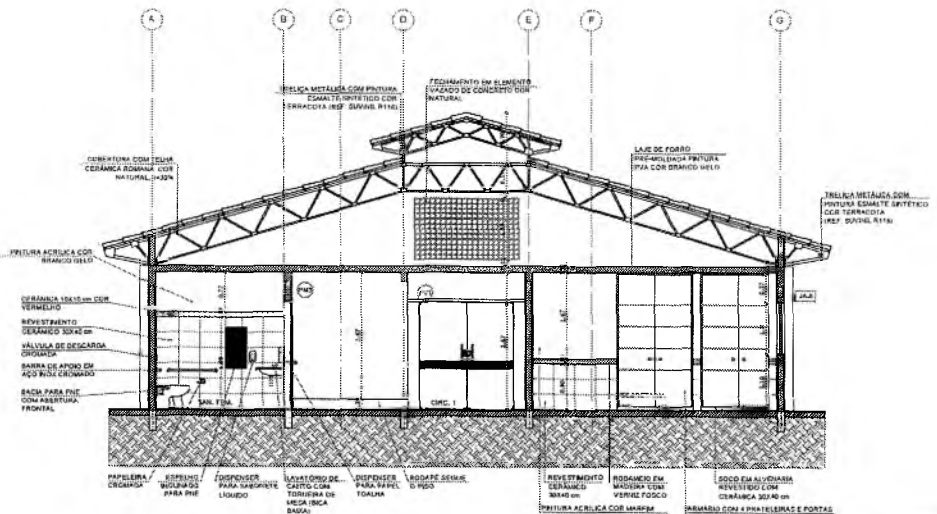 A B C D E F G
TRELIÇA METÁLICA COM PINTURA
ESMALTE SINTÉTICO COR
TERRACOTA (REF. SUVINIL R116)
FECHAMENTO EM ELEMENTO
VAZADO DE CONCRETO COR
NATURAL
COBERTURA COM TELHA
CERÂMICA ROMANA COR
NATURAL, I=30%
LAJE DE FORRO
PRÉ-MOLDADA PINTURA
PVA COR BRANCO GELO
TRELIÇA METÁLICA COM
PINTURA ESMALTE SINTÉTICO
COR TERRACOTA
(REF. SUVINIL R116)
PINTURA ACRÍLICA COR
BRANCO GELO
CERÂMICA 10X10 cm COR
VERMELHO
REVESTIMENTO
CERÂMICO 30X40 cm
VÁLVULA DE DESCARGA
CROMADA
BARRA DE APOIO EM
AÇO INOX CROMADO
BACIA PARA PNE
COM ABERTURA
FRONTAL
SAN. FEM.
CIRC. 1
SECRETARIA
PAPELEIRA
CROMADA
ESPELHO
INCLINADO
PARA PNE
DISPENSER
PARA SABONETE
LÍQUIDO
LAVATÓRIO DE
CANTO COM
TORNEIRA DE
MESA (BICA
BAIXA)
DISPENSER
PARA PAPEL
TOALHA
RODAPÉ SEGUE
O PISO
REVESTIMENTO
CERÂMICO
30X40 cm
PINTURA ACRÍLICA COR MARFIM
RODAMEIO EM
MADEIRA COM
VERNIZ FOSCO
SOCO EM ALVENARIA
REVESTIDO COM
CERÂMICA 30X40 cm
ARMÁRIO COM 4 PRATELEIRAS E PORTAS